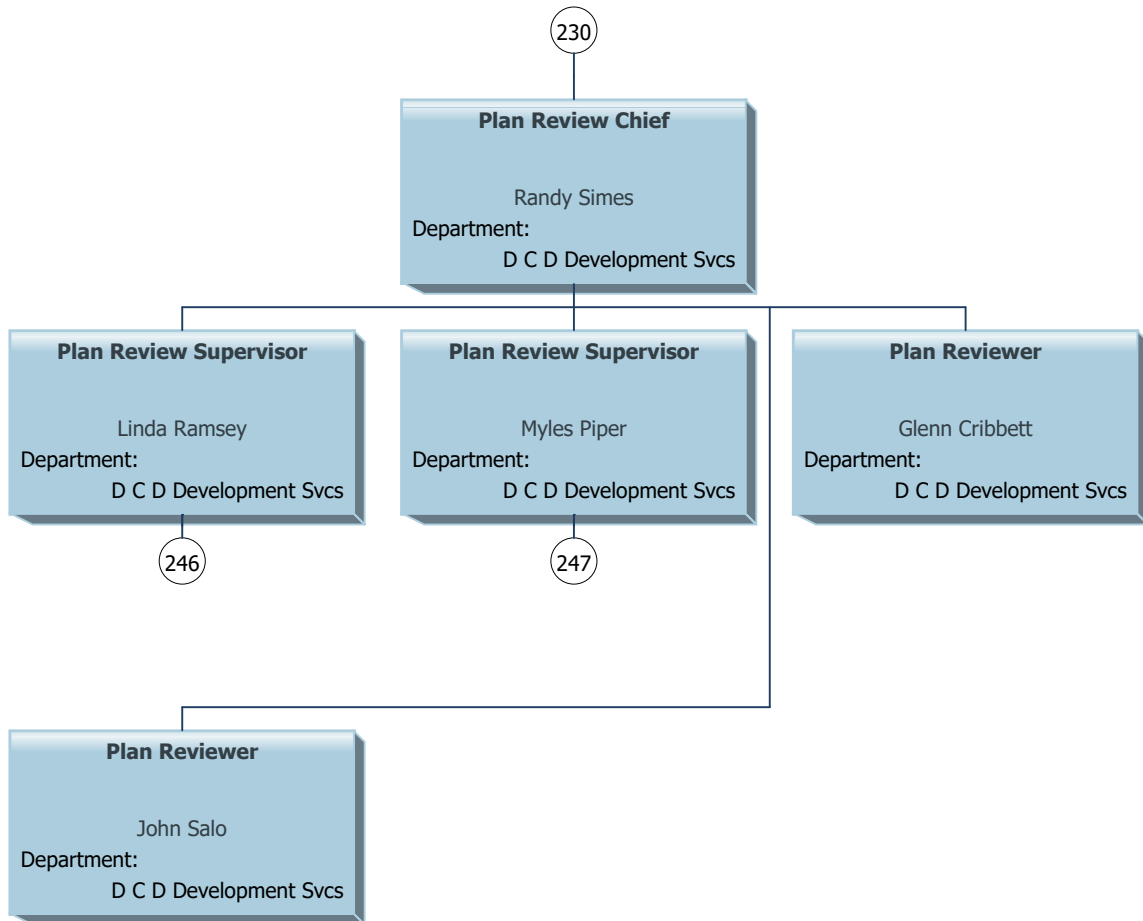 230
Plan Review Chief
Randy Simes
Department:
D C D Development Svcs
Plan Review Supervisor
Linda Ramsey
Department:
D C D Development Svcs
246
Plan Review Supervisor
Myles Piper
Department:
D C D Development Svcs
247
Plan Reviewer
Glenn Cribbett
Department:
D C D Development Svcs
Plan Reviewer
John Salo
Department:
D C D Development Svcs